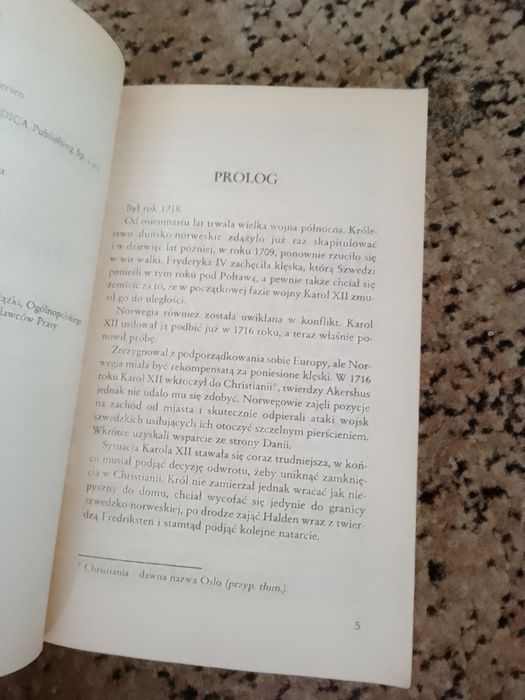 ersen
DICA Publishing Sp. z o.o.
a
iązki, Ogólnopolskiego
dawców Prasy
PROLOG
Był rok 1718.
Od osiemnastu lat trwała wielka wojna północna. Króle-
stwo duńsko-norweskie zdążyło już raz skapitulować
i w dziewięć lat później, w roku 1709, ponownie rzuciło się
w wir walki. Fryderyka IV zachęciła klęska, którą Szwedzi
ponieśli w tym roku pod Połtawą, a pewnie także chciał się
zemścić za to, że w początkowej fazie wojny Karol XII zmu-
sił go do uległości.
Norwegia również została uwikłana w konflikt. Karol
XII usiłował ją podbić już w 1716 roku, a teraz właśnie po-
nowił próbę.
Zrezygnował z podporządkowania sobie Europy, ale Nor-
wegia miała być rekompensatą za poniesione klęski. W 1716
roku Karol XII wkroczył do Christianii*, twierdzy Akershus
jednak nie udało mu się zdobyć. Norwegowie zajęli pozycje
na zachód od miasta i skutecznie odpierali ataki wojsk
szwedzkich usiłujących ich otoczyć szczelnym pierścieniem.
Wkrótce uzyskali wsparcie ze strony Danii.
Sytuacja Karola XII stawała się coraz trudniejsza, w koń-
cu musiał podjąć decyzję odwrotu, żeby uniknąć zamknię-
cia w Christianii. Król nie zamierzał jednak wracać jak nie-
pyszny do domu, chciał wycofać się jedynie do granicy
szwedzko-norweskiej, po drodze zająć Halden wraz z twier-
dzą Fredriksten i stamtąd podjąć kolejne natarcie.
* Christiania – dawna nazwa Oslo (przyp. tłum.).
5